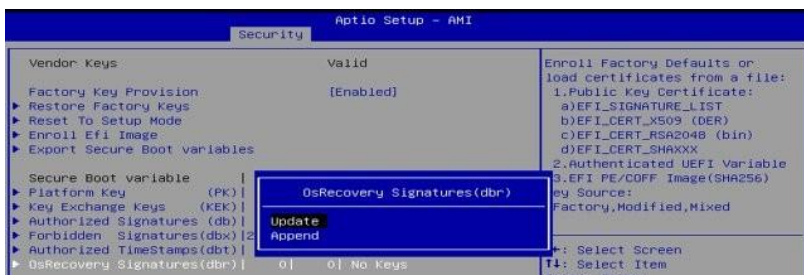 Aptio Setup - AMI
Security
Vendor Keys Valid
Factory Key Provision [Enabled]
Restore Factory Keys
Reset To Setup Mode
Enroll Efi Image
Export Secure Boot variables
Secure Boot variable |
Platform Key (PK)|
Key Exchange Keys (KEK)|
Authorized Signatures (db)|
Forbidden Signatures(dbx)|2
Authorized TimeStamps(dbt)|
OsRecovery Signatures(dbr)| 0| 0| No Keys
OsRecovery Signatures(dbr)
Update
Append
Enroll Factory Defaults or
load certificates from a file:
1.Public Key Certificate:
a)EFI_SIGNATURE_LIST
b)EFI_CERT_X509 (DER)
c)EFI_CERT_RSA2048 (bin)
d)EFI_CERT_SHAXXX
2.Authenticated UEFI Variable
3.EFI PE/COFF Image(SHA256)
ey Source:
Factory,Modified,Mixed
: Select Screen
↑↓: Select Item